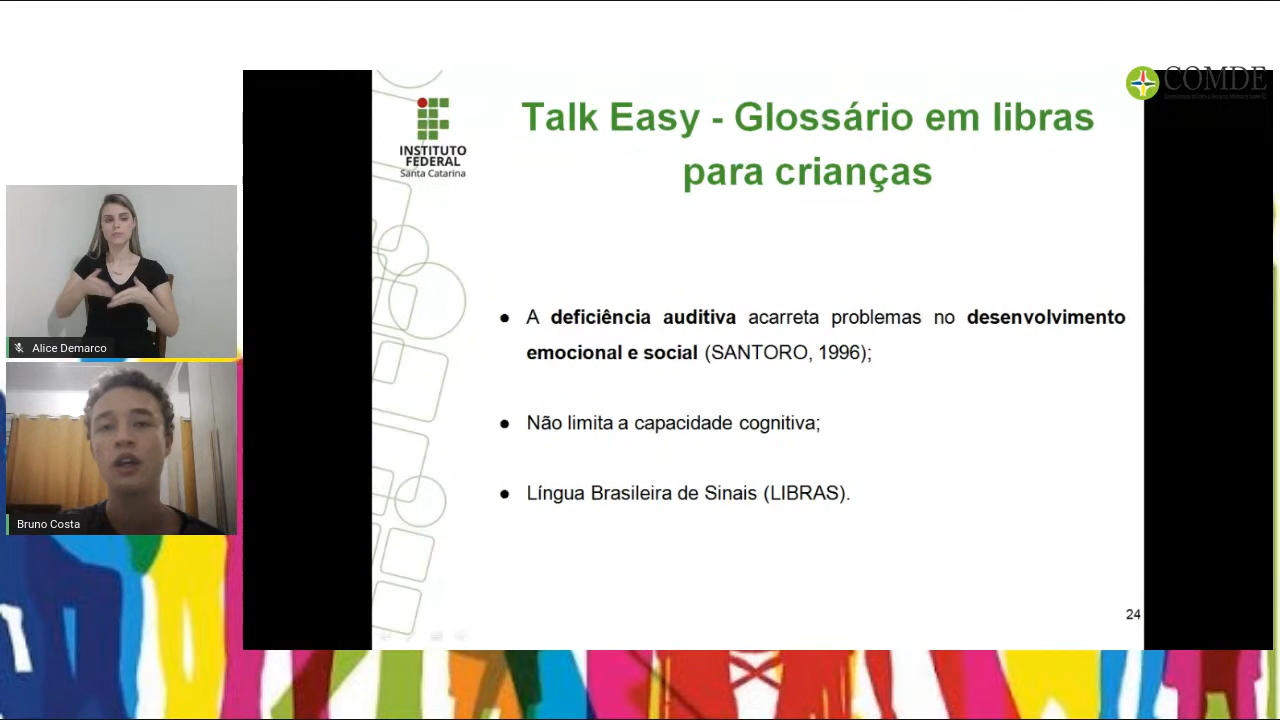 COMDE
INSTITUTO
FEDERAL
Santa Catarina
Talk Easy - Glossário em libras
para crianças
● A deficiência auditiva acarreta problemas no desenvolvimento
emocional e social (SANTORO, 1996);
● Não limita a capacidade cognitiva;
● Língua Brasileira de Sinais (LIBRAS).
24
Alice Demarco
Bruno Costa